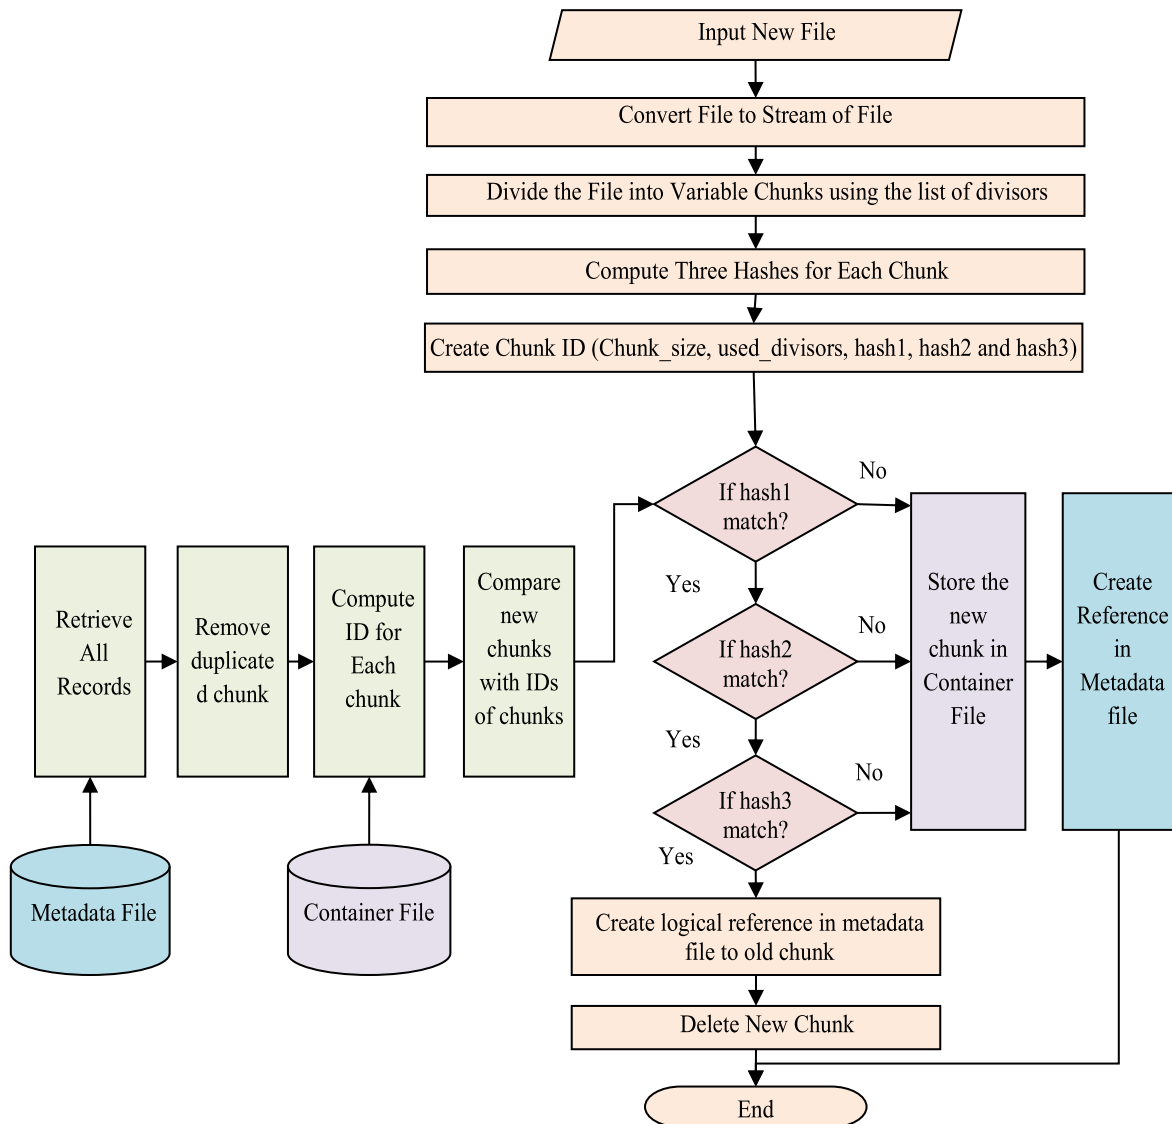 Input New File
Convert File to Stream of File
Divide the File into Variable Chunks using the list of divisors
Compute Three Hashes for Each Chunk
Create Chunk ID (Chunk_size, used_divisors, hash1, hash2 and hash3)
If hash1
match?
No
Yes
Retrieve
All
Records
Remove
duplicate
d chunk
Compute
ID for
Each
chunk
Compare
new
chunks
with IDs
of chunks
If hash2
match?
No
Yes
Store the
new
chunk in
Container
File
Create
Reference
in
Metadata
file
If hash3
match?
No
Yes
Metadata File
Container File
Create logical reference in metadata
file to old chunk
Delete New Chunk
End